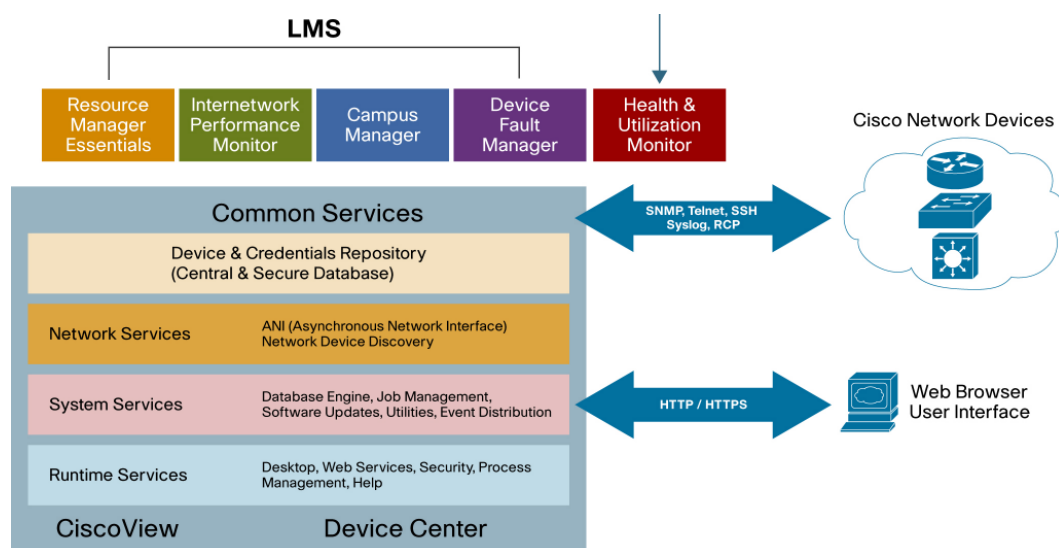 LMS
Resource
Manager
Essentials
Internetwork
Performance
Monitor
Campus
Manager
Device
Fault
Manager
Health &
Utilization
Monitor
Cisco Network Devices
Common Services
SNMP, Telnet, SSH
Syslog, RCP
Device & Credentials Repository
(Central & Secure Database)
Network Services
ANI (Asynchronous Network Interface)
Network Device Discovery
System Services
Database Engine, Job Management,
Software Updates, Utilities, Event Distribution
HTTP / HTTPS
Web Browser
User Interface
Runtime Services
Desktop, Web Services, Security, Process
Management, Help
CiscoView
Device Center